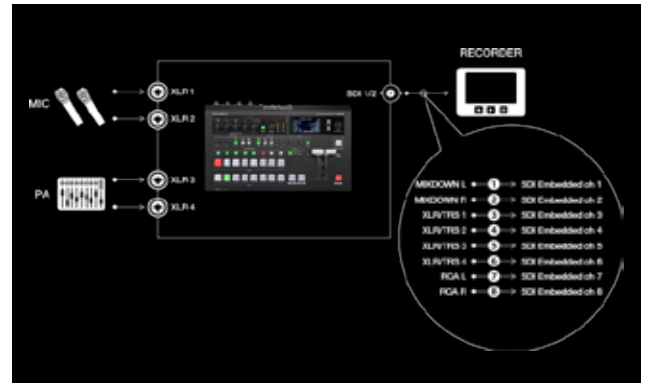 RECORDER
MIC
XLR 1
XLR 2
SDI 1/2
PA
XLR 3
XLR 4
MIXDOWN L 1 SDI Embedded ch 1
MIXDOWN R 2 SDI Embedded ch 2
XLR/TRS 1 3 SDI Embedded ch 3
XLR/TRS 2 4 SDI Embedded ch 4
XLR/TRS 3 5 SDI Embedded ch 5
XLR/TRS 4 6 SDI Embedded ch 6
RCA L 7 SDI Embedded ch 7
RCA R 8 SDI Embedded ch 8